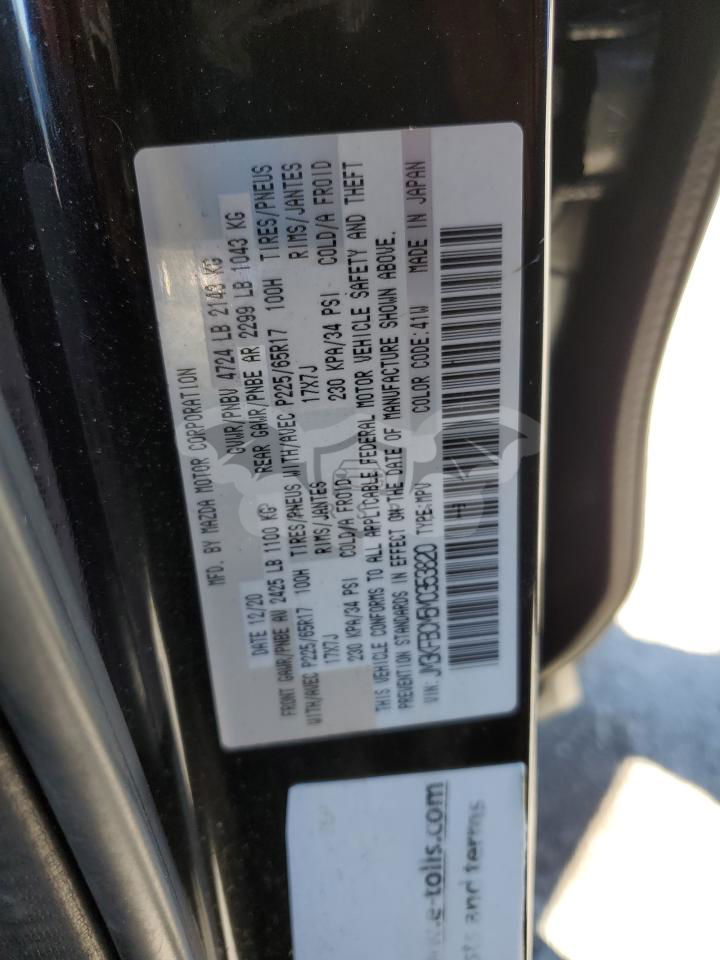 MFD. BY MAZDA MOTOR CORPORATION
DATE 12/20 GVWR/PNBV 4724 LB 2143 KG
FRONT GAWR/PNBE AV 2425 LB 1100 KG REAR GAWR/PNBE AR 2299 LB 1043 KG
WITH/AVEC P225/65R17 100H TIRES/PNEUS WITH/AVEC P225/65R17 100H TIRES/PNEUS
17X7J RIMS/JANTES 17X7J RIMS/JANTES
230 KPA/34 PSI COLD/A FROID 230 KPA/34 PSI COLD/A FROID
THIS VEHICLE CONFORMS TO ALL APPLICABLE FEDERAL MOTOR VEHICLE SAFETY AND THEFT
PREVENTION STANDARDS IN EFFECT ON THE DATE OF MANUFACTURE SHOWN ABOVE.
VIN: JM3KFBCM5M0353820 TYPE:MPV COLOR CODE:41W MADE IN JAPAN
e-tolls.com
and terms